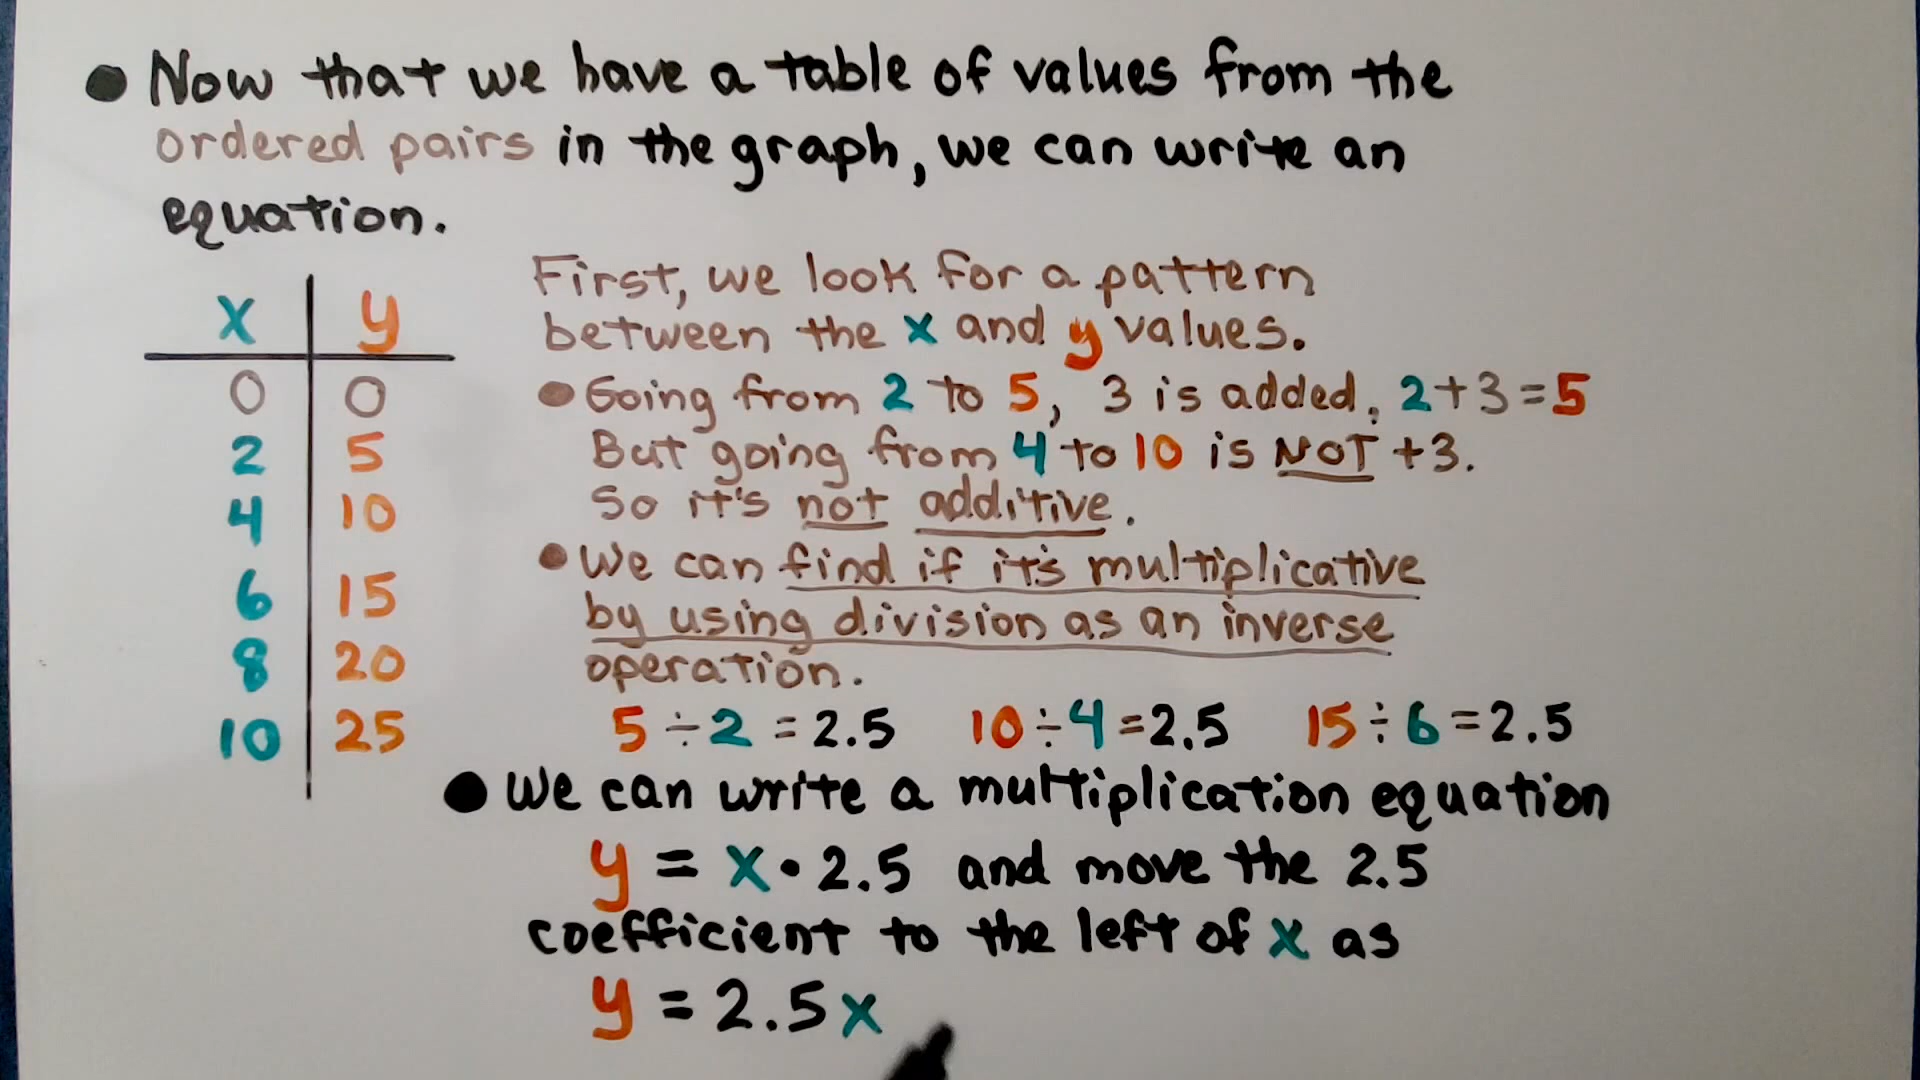 • Now that we have a table of values from the
ordered pairs in the graph, we can write an
equation.
x y
0 0
2 5
4 10
6 15
8 20
10 25
First, we look for a pattern
between the x and y values.
• Going from 2 to 5, 3 is added, 2+3=5
But going from 4 to 10 is NOT +3.
So it's not additive.
• We can find if it's multiplicative
by using division as an inverse
operation.
5÷2=2.5 10÷4=2.5 15÷6=2.5
• We can write a multiplication equation
y = x • 2.5 and move the 2.5
coefficient to the left of x as
y = 2.5x